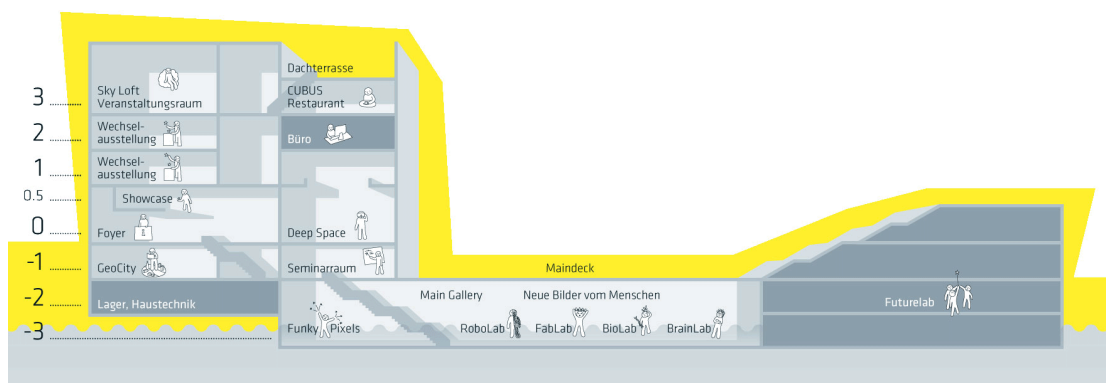 Dachterrasse
3
Sky Loft
Veranstaltungsraum
CUBUS
Restaurant
2
Wechsel-
ausstellung
Büro
1
Wechsel-
ausstellung
0.5
Showcase
0
Foyer
Deep Space
-1
GeoCity
Seminarraum
Maindeck
-2
Lager, Haustechnik
Main Gallery
Neue Bilder vom Menschen
Futurelab
-3
Funky Pixels
RoboLab
FabLab
BioLab
BrainLab